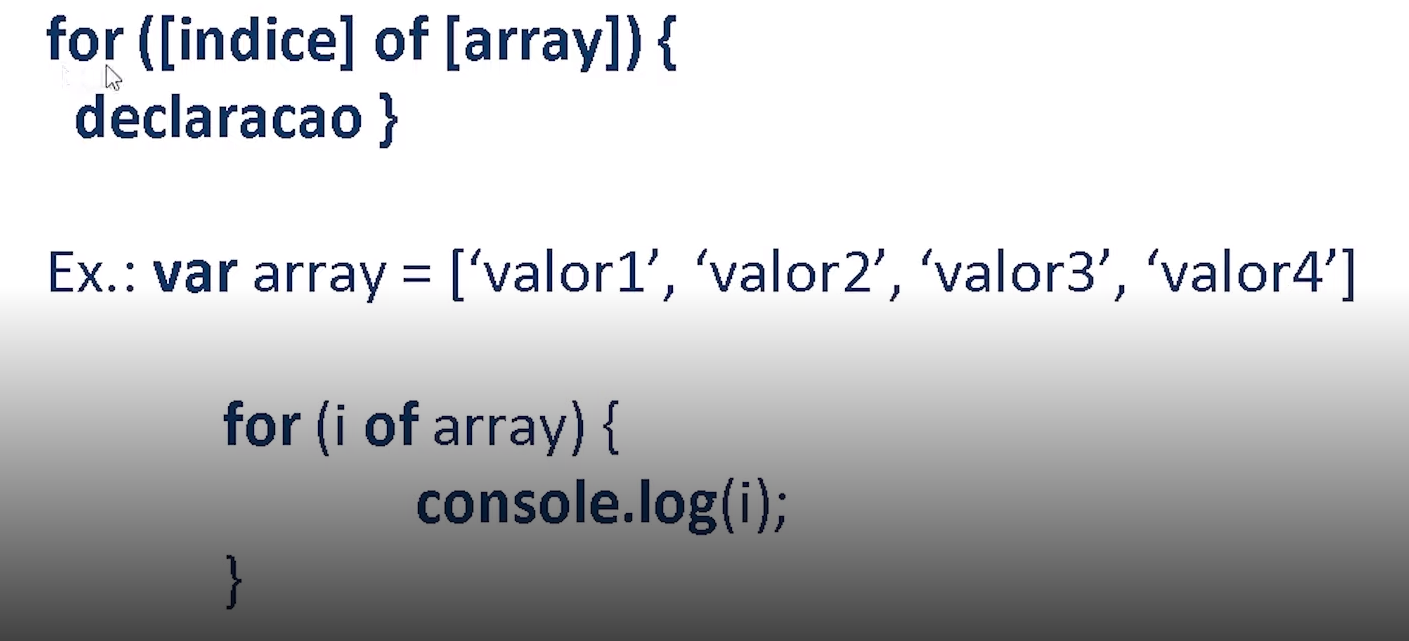 for ([indice] of [array]) {
declaracao }
Ex.: var array = [‘valor1’, ‘valor2’, ‘valor3’, ‘valor4’]
for (i of array) {
console.log(i);
}